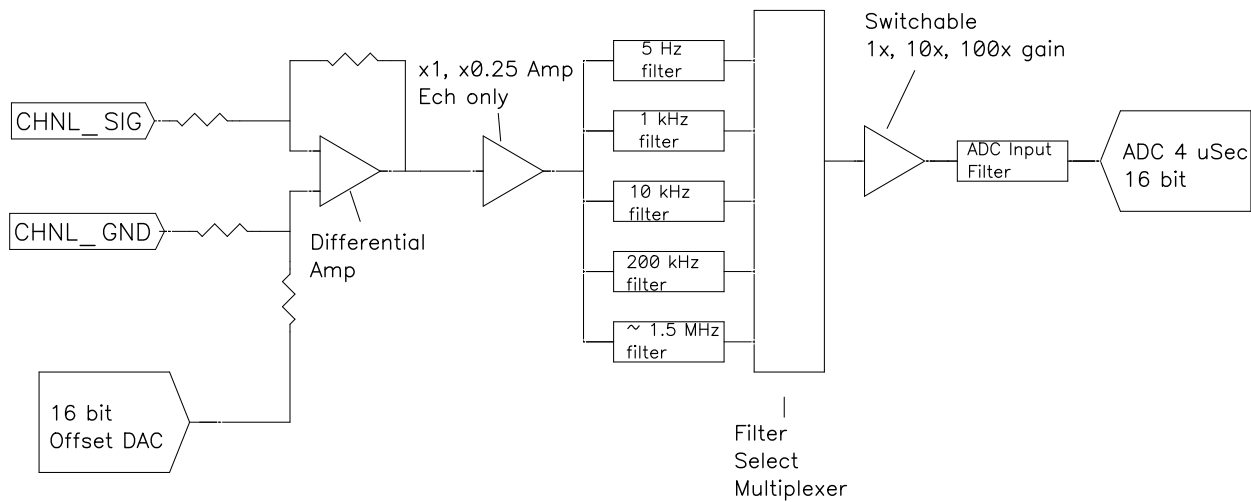 CHNL_SIG
CHNL_GND
16 bit
Offset DAC
Differential
Amp
x1, x0.25 Amp
Ech only
5 Hz
filter
1 kHz
filter
10 kHz
filter
200 kHz
filter
~ 1.5 MHz
filter
Filter
Select
Multiplexer
Switchable
1x, 10x, 100x gain
ADC Input
Filter
ADC 4 uSec
16 bit